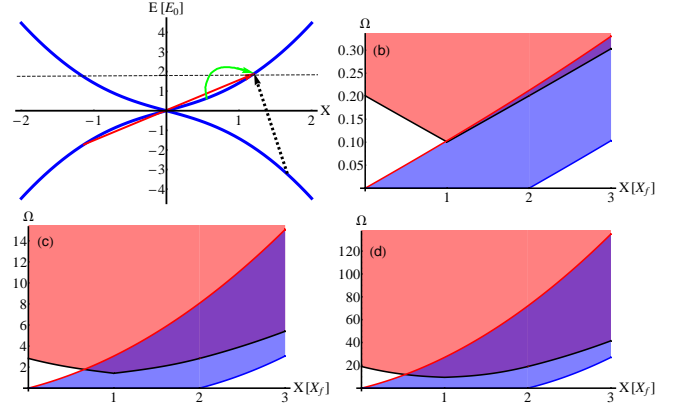 E [E₀]
4
3
2
1
−2 −1 1 2 X
−1
−2
−3
−4
Ω
0.30 (b)
0.25
0.20
0.15
0.10
0.05
1 2 3 X [X_f]
Ω
14 (c)
12
10
8
6
4
2
1 2 3 X [X_f]
Ω
120 (d)
100
80
60
40
20
1 2 3 X [X_f]